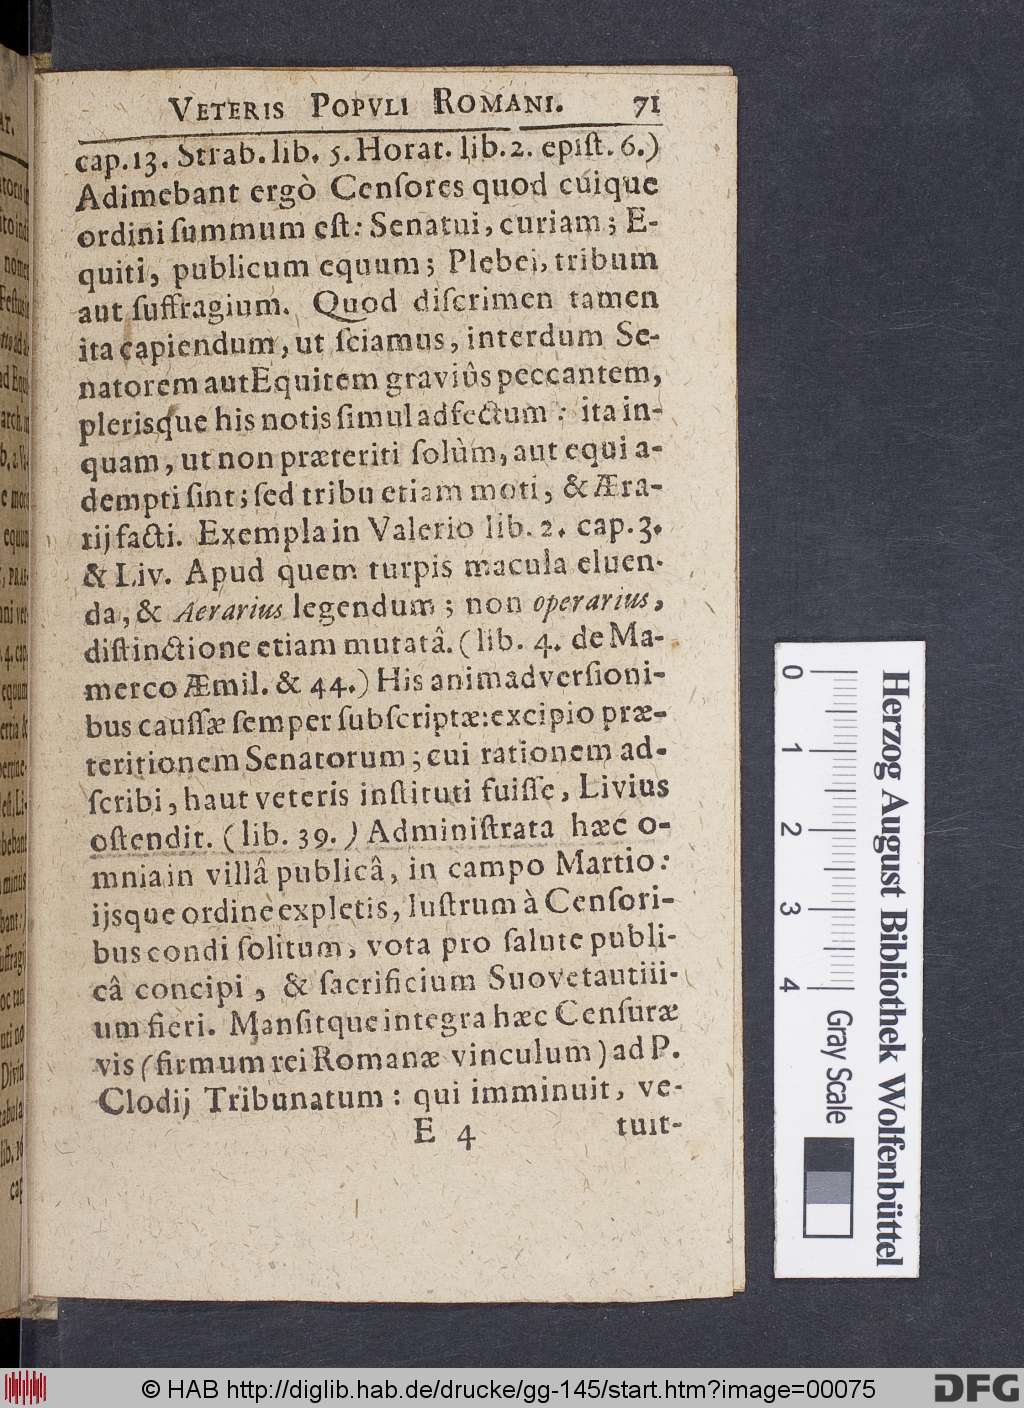 VETERIS POPVLI ROMANI. 71
cap. 13. Strab. lib. 5. Horat. lib. 2. epiſt. 6.)
Adimebant ergò Cenſores quod cuique
ordini ſummum eſt: Senatui, curiam; E-
quiti, publicum equum; Plebei, tribum
aut ſuffragium. Quod diſcrimen tamen
ita capiendum, ut ſciamus, interdum Se-
natorem aut Equitem graviûs peccantem,
plerisque his notis ſimul adfectum: ita in-
quam, ut non præteriti ſolùm, aut equi a-
dempti ſint; ſed tribu etiam moti, & Æra-
rij facti. Exempla in Valerio lib. 2. cap. 3.
& Liv. Apud quem turpis macula eluen-
da, & Aerarius legendum; non operarius,
diſtinctione etiam mutatâ. (lib. 4. de Ma-
merco Æmil. & 44.) His animadverſioni-
bus cauſſæ ſemper ſubſcriptæ: excipio præ-
teritionem Senatorum; cui rationem ad-
ſcribi, haut veteris inſtituti fuiſſe, Livius
oſtendit. (lib. 39.) Adminiſtrata hæc o-
mnia in villâ publicâ, in campo Martio:
ijsque ordine expletis, luſtrum à Cenſori-
bus condi ſolitum, vota pro ſalute publi-
câ concipi, & ſacrificium Suovetautiii-
um fieri. Manſitque integra hæc Cenſuræ
vis (firmum rei Romanæ vinculum) ad P.
Clodij Tribunatum: qui imminuit, ve-
E 4 tuit-
Herzog August Bibliothek Wolfenbüttel
0 1 2 3 4 Gray Scale
© HAB http://diglib.hab.de/drucke/gg-145/start.htm?image=00075
DFG